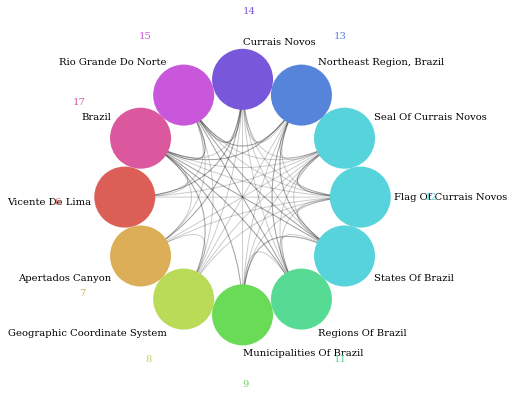 14
15
13
Currais Novos
Rio Grande Do Norte
Northeast Region, Brazil
17
Brazil
Seal Of Currais Novos
Vicente De Lima
Flag Of Currais Novos
Apertados Canyon
States Of Brazil
7
Geographic Coordinate System
Regions Of Brazil
Municipalities Of Brazil
8
11
9